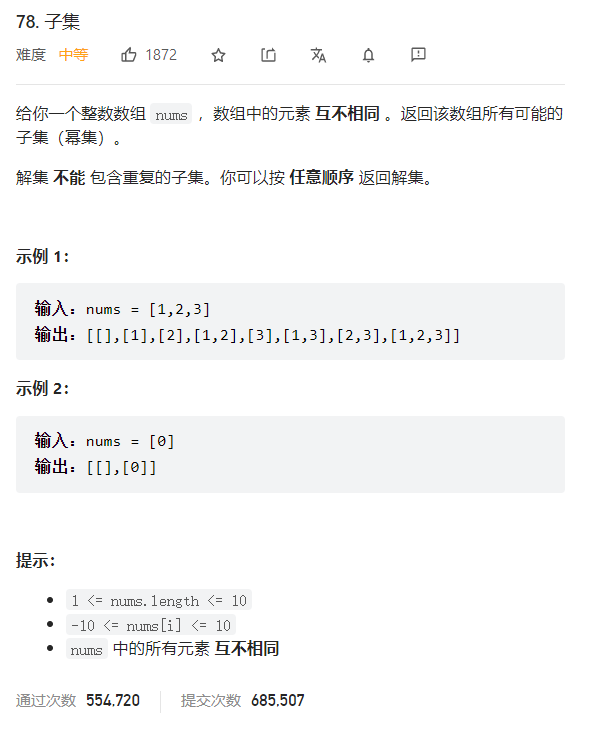 78. 子集
难度 中等 1872
给你一个整数数组 nums ，数组中的元素 互不相同 。返回该数组所有可能的
子集（幂集）。
解集 不能 包含重复的子集。你可以按 任意顺序 返回解集。
示例 1：
输入：nums = [1,2,3]
输出：[[],[1],[2],[1,2],[3],[1,3],[2,3],[1,2,3]]
示例 2：
输入：nums = [0]
输出：[[],[0]]
提示：
1 <= nums.length <= 10
-10 <= nums[i] <= 10
nums 中的所有元素 互不相同
通过次数 554,720 提交次数 685,507